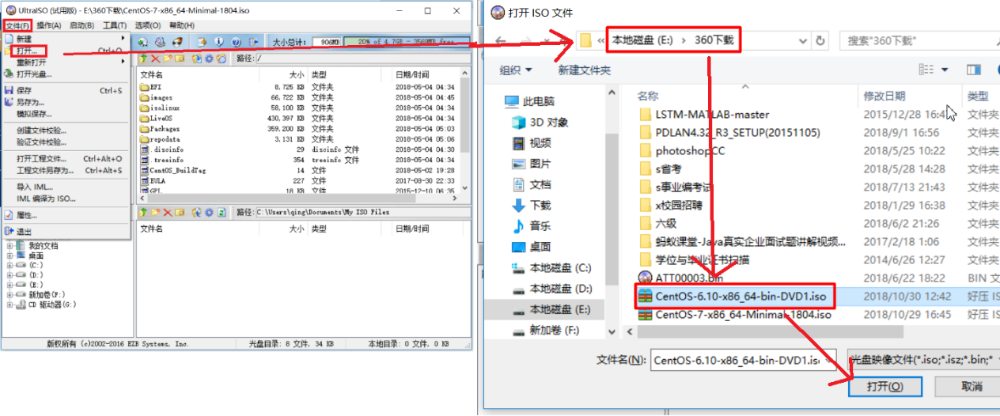 UltraISO (试用版) - E:\360下载\CentOS-7-x86_64-Minimal-1804.iso
文件(F) 操作(A) 启动(B) 工具(T) 选项(O) 帮助(H)
新建
打开... Ctrl+O
重新打开
打开光盘...
保存 Ctrl+S
另存为...
模拟保存...
创建文件校验...
验证文件校验...
打开工程文件... Ctrl+Alt+O
工程文件另存为... Ctrl+Alt+S
导入 IML...
IML 编译为 ISO...
属性...
退出
我的文档
桌面
(C:)
(D:)
(E:)
新加卷(F:)
CD 驱动器(G:)
大小总计: 906MB 20% of 4.7GB - 3569MB free
路径: /
文件名 大小 类型 日期/时间
EFI 8,725 KB 文件夹 2018-05-04 04:34
images 66,722 KB 文件夹 2018-05-04 04:45
isolinux 58,100 KB 文件夹 2018-05-04 04:34
LiveOS 430,397 KB 文件夹 2018-05-04 04:34
Packages 359,200 KB 文件夹 2018-05-04 05:03
repodata 3,131 KB 文件夹 2018-05-04 05:06
.discinfo 29 discinfo 文件 2018-05-04 04:30
.treeinfo 354 treeinfo 文件 2018-05-04 04:34
CentOS_BuildTag 14 文件 2018-05-02 19:28
EULA 227 文件 2017-08-30 22:33
GPL 18 KB 文件 2015-12-10 06:35
路径: C:\Users\qing\Documents\My ISO Files
文件名 大小 类型 日期/时间
版权所有 (c)2002-2016 EZB Systems, Inc. 光盘目录: 8 文件, 34 KB 本地目录: 0 文件, 0 KB
打开 ISO 文件
« 本地磁盘 (E:) › 360下载
搜索"360下载"
组织 新建文件夹
此电脑
3D 对象
视频
图片
文档
下载
音乐
桌面
本地磁盘 (C:)
本地磁盘 (D:)
本地磁盘 (E:)
新加卷 (F:)
名称 修改日期 类型
LSTM-MATLAB-master 2015/12/28 16:4 文件夹
PDLAN4.32_R3_SETUP(20151105) 2018/9/1 16:56 文件夹
photoshopCC 2018/5/25 10:22 文件夹
s省考 2018/5/28 14:28 文件夹
s事业编考试 2018/7/13 21:43 文件夹
x校园招聘 2018/1/29 16:38 文件夹
六级 2018/6/2 21:26 文件夹
蚂蚁课堂-Java真实企业面试题讲解视频... 2017/2/18 1:06 文件夹
学位与毕业证书扫描 2014/6/26 12:27 文件夹
ATT00003.bin 2018/6/22 18:22 BIN 文
CentOS-6.10-x86_64-bin-DVD1.iso 2018/10/30 12:42 好压 IS
CentOS-7-x86_64-Minimal-1804.iso 2018/10/29 16:45 好压 IS
文件名(N): CentOS-6.10-x86_64-bin-DVD1.is 光盘映像文件(*.iso;*.isz;*.bin;*
打开(O) 取消